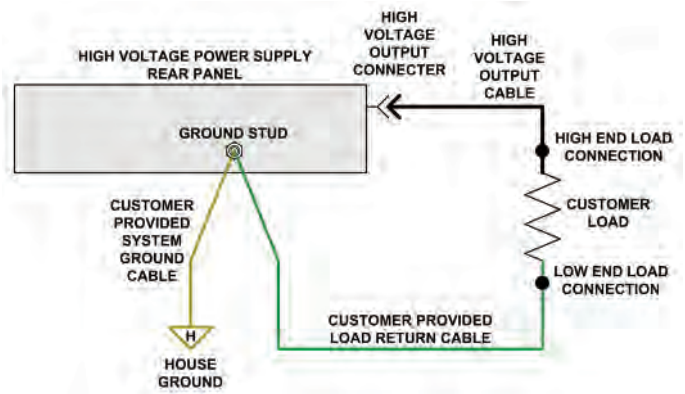 HIGH VOLTAGE POWER SUPPLY
REAR PANEL
HIGH
VOLTAGE
OUTPUT
CONNECTER
HIGH
VOLTAGE
OUTPUT
CABLE
GROUND STUD
HIGH END LOAD
CONNECTION
CUSTOMER
PROVIDED
SYSTEM
GROUND
CABLE
CUSTOMER
LOAD
LOW END LOAD
CONNECTION
CUSTOMER PROVIDED
LOAD RETURN CABLE
H
HOUSE
GROUND